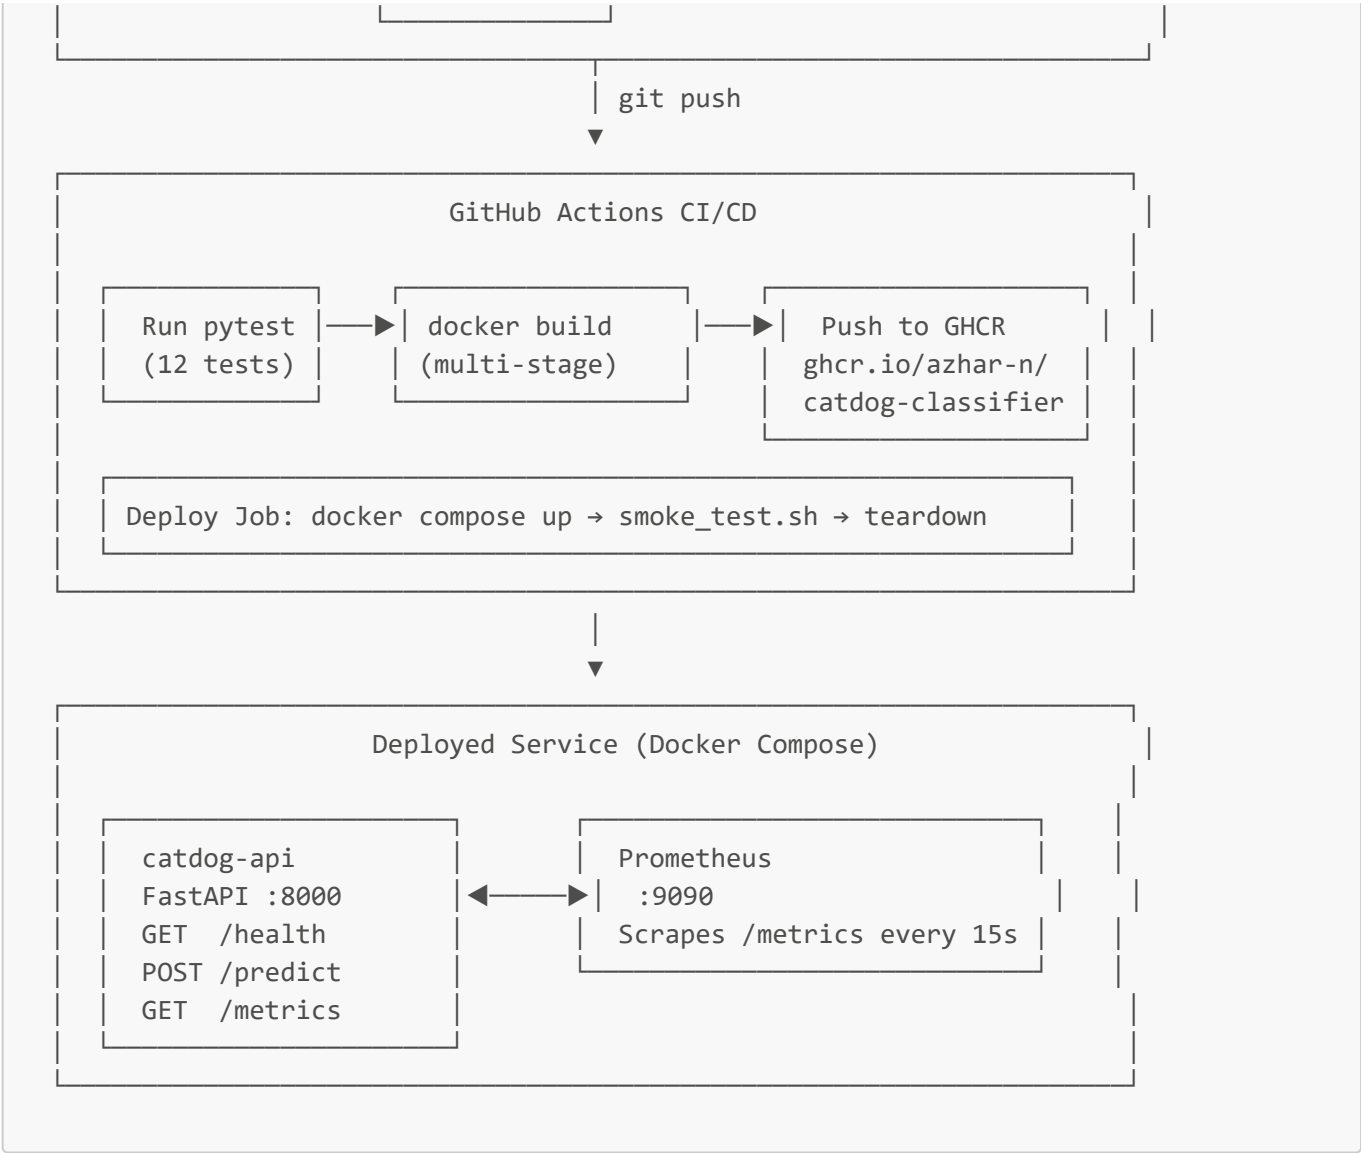 git push
GitHub Actions CI/CD
Run pytest docker build Push to GHCR
(12 tests) (multi-stage) ghcr.io/azhar-n/
catdog-classifier
Deploy Job: docker compose up → smoke_test.sh → teardown
Deployed Service (Docker Compose)
catdog-api Prometheus
FastAPI :8000 :9090
GET /health Scrapes /metrics every 15s
POST /predict
GET /metrics